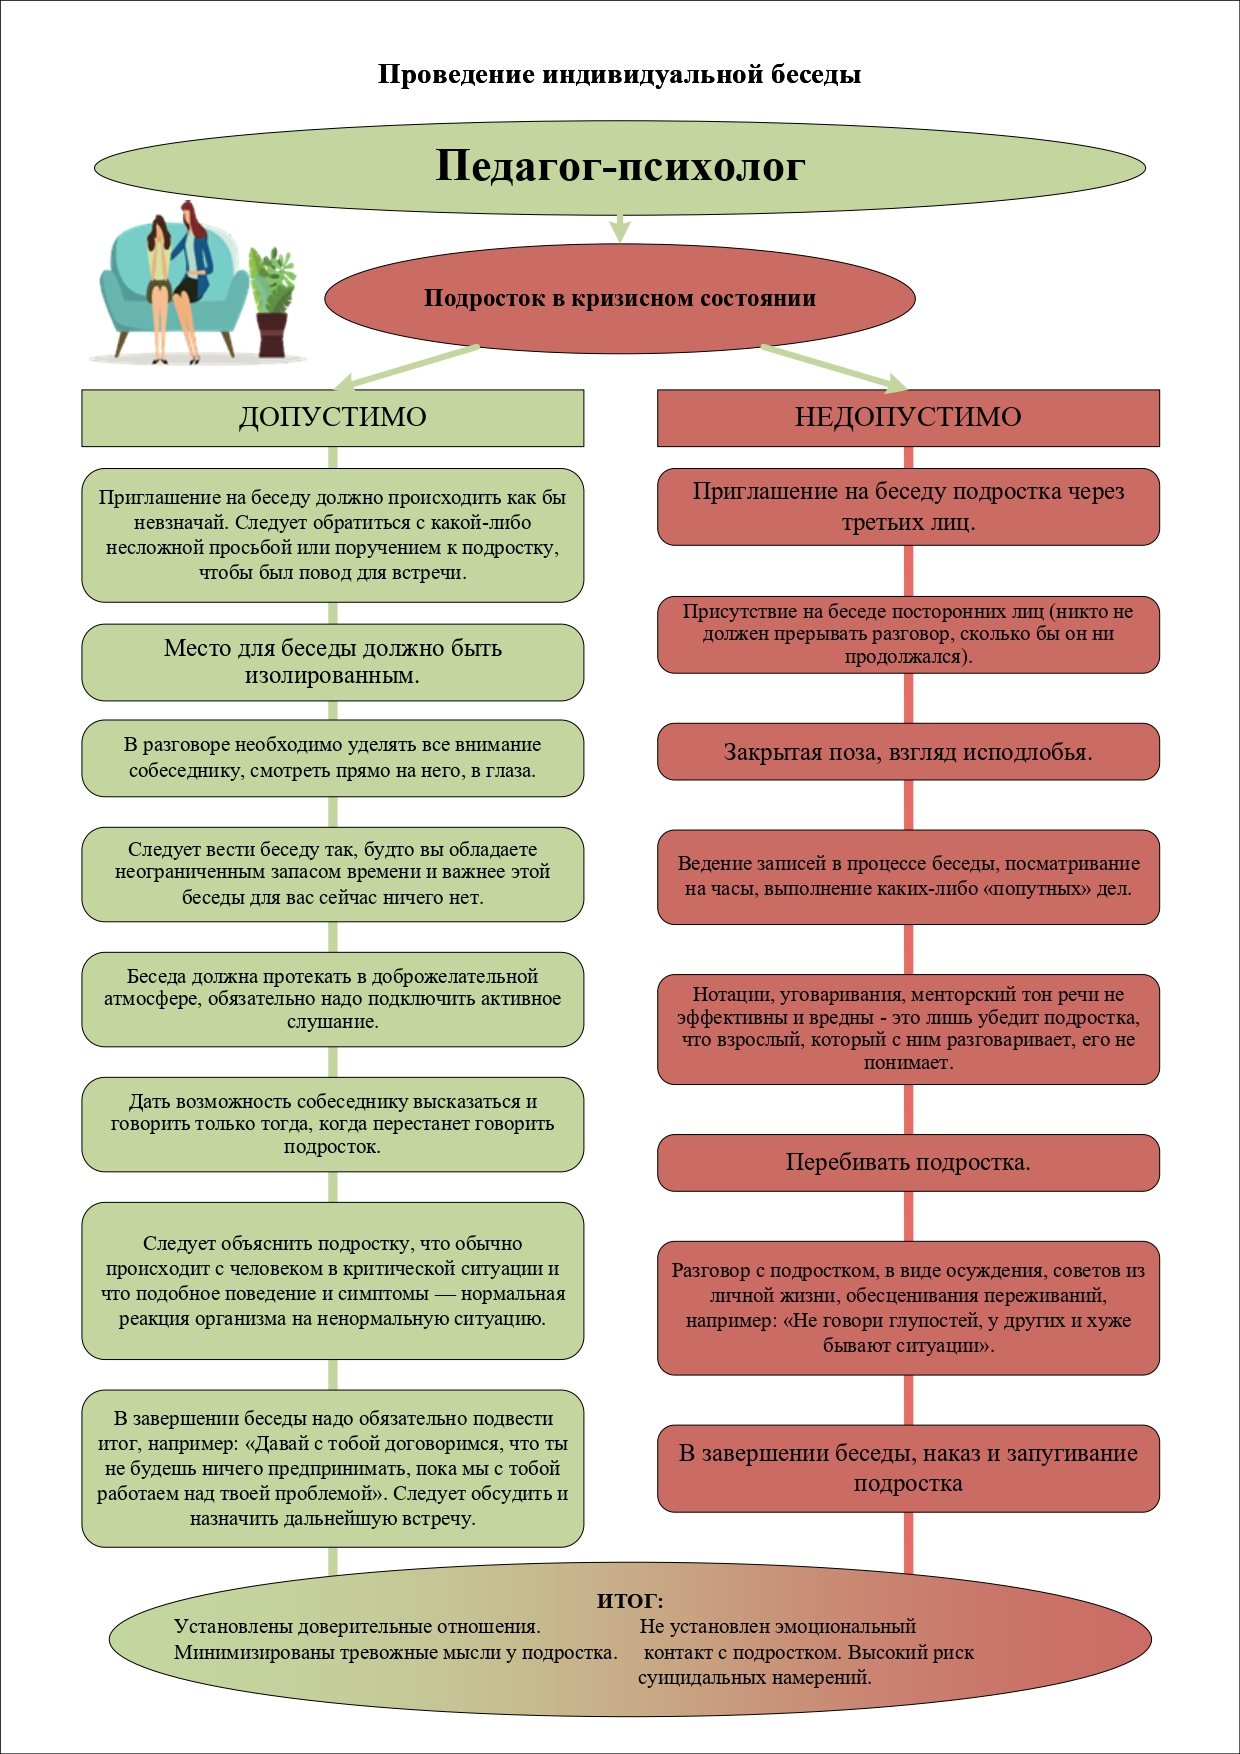 Проведение индивидуальной беседы
Педагог-психолог
Подросток в кризисном состоянии
ДОПУСТИМО
Приглашение на беседу должно происходить как бы
невзначай. Следует обратиться с какой-либо
несложной просьбой или поручением к подростку,
чтобы был повод для встречи.
Место для беседы должно быть
изолированным.
В разговоре необходимо уделять все внимание
собеседнику, смотреть прямо на него, в глаза.
Следует вести беседу так, будто вы обладаете
неограниченным запасом времени и важнее этой
беседы для вас сейчас ничего нет.
Беседа должна протекать в доброжелательной
атмосфере, обязательно надо подключить активное
слушание.
Дать возможность собеседнику высказаться и
говорить только тогда, когда перестанет говорить
подросток.
Следует объяснить подростку, что обычно
происходит с человеком в критической ситуации и
что подобное поведение и симптомы — нормальная
реакция организма на ненормальную ситуацию.
В завершении беседы надо обязательно подвести
итог, например: «Давай с тобой договоримся, что ты
не будешь ничего предпринимать, пока мы с тобой
работаем над твоей проблемой». Следует обсудить и
назначить дальнейшую встречу.
НЕДОПУСТИМО
Приглашение на беседу подростка через
третьих лиц.
Присутствие на беседе посторонних лиц (никто не
должен прерывать разговор, сколько бы он ни
продолжался).
Закрытая поза, взгляд исподлобья.
Ведение записей в процессе беседы, посматривание
на часы, выполнение каких-либо «попутных» дел.
Нотации, уговаривания, менторский тон речи не
эффективны и вредны - это лишь убедит подростка,
что взрослый, который с ним разговаривает, его не
понимает.
Перебивать подростка.
Разговор с подростком, в виде осуждения, советов из
личной жизни, обесценивания переживаний,
например: «Не говори глупостей, у других и хуже
бывают ситуации».
В завершении беседы, наказ и запугивание
подростка
ИТОГ:
Установлены доверительные отношения.
Минимизированы тревожные мысли у подростка.
Не установлен эмоциональный
контакт с подростком. Высокий риск
суицидальных намерений.